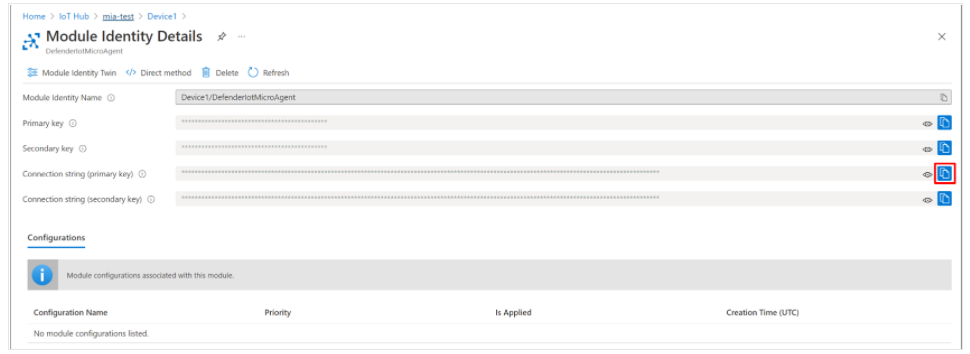 Home > IoT Hub > mia-test > Device1 >
Module Identity Details ...
DefenderIotMicroAgent
Module Identity Twin </> Direct method Delete Refresh
Module Identity Name Device1/DefenderIotMicroAgent
Primary key
Secondary key
Connection string (primary key)
Connection string (secondary key)
Configurations
Module configurations associated with this module.
Configuration Name Priority Is Applied Creation Time (UTC)
No module configurations listed.